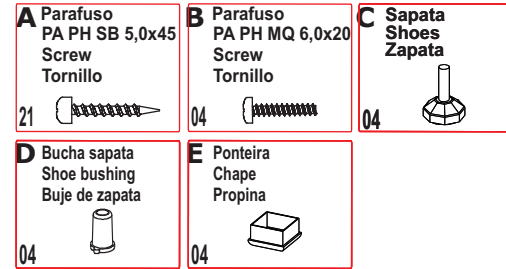 A Parafuso
PA PH SB 5,0x45
Screw
Tornillo
21
B Parafuso
PA PH MQ 6,0x20
Screw
Tornillo
04
C Sapata
Shoes
Zapata
04
D Bucha sapata
Shoe bushing
Buje de zapata
04
E Ponteira
Chape
Propina
04